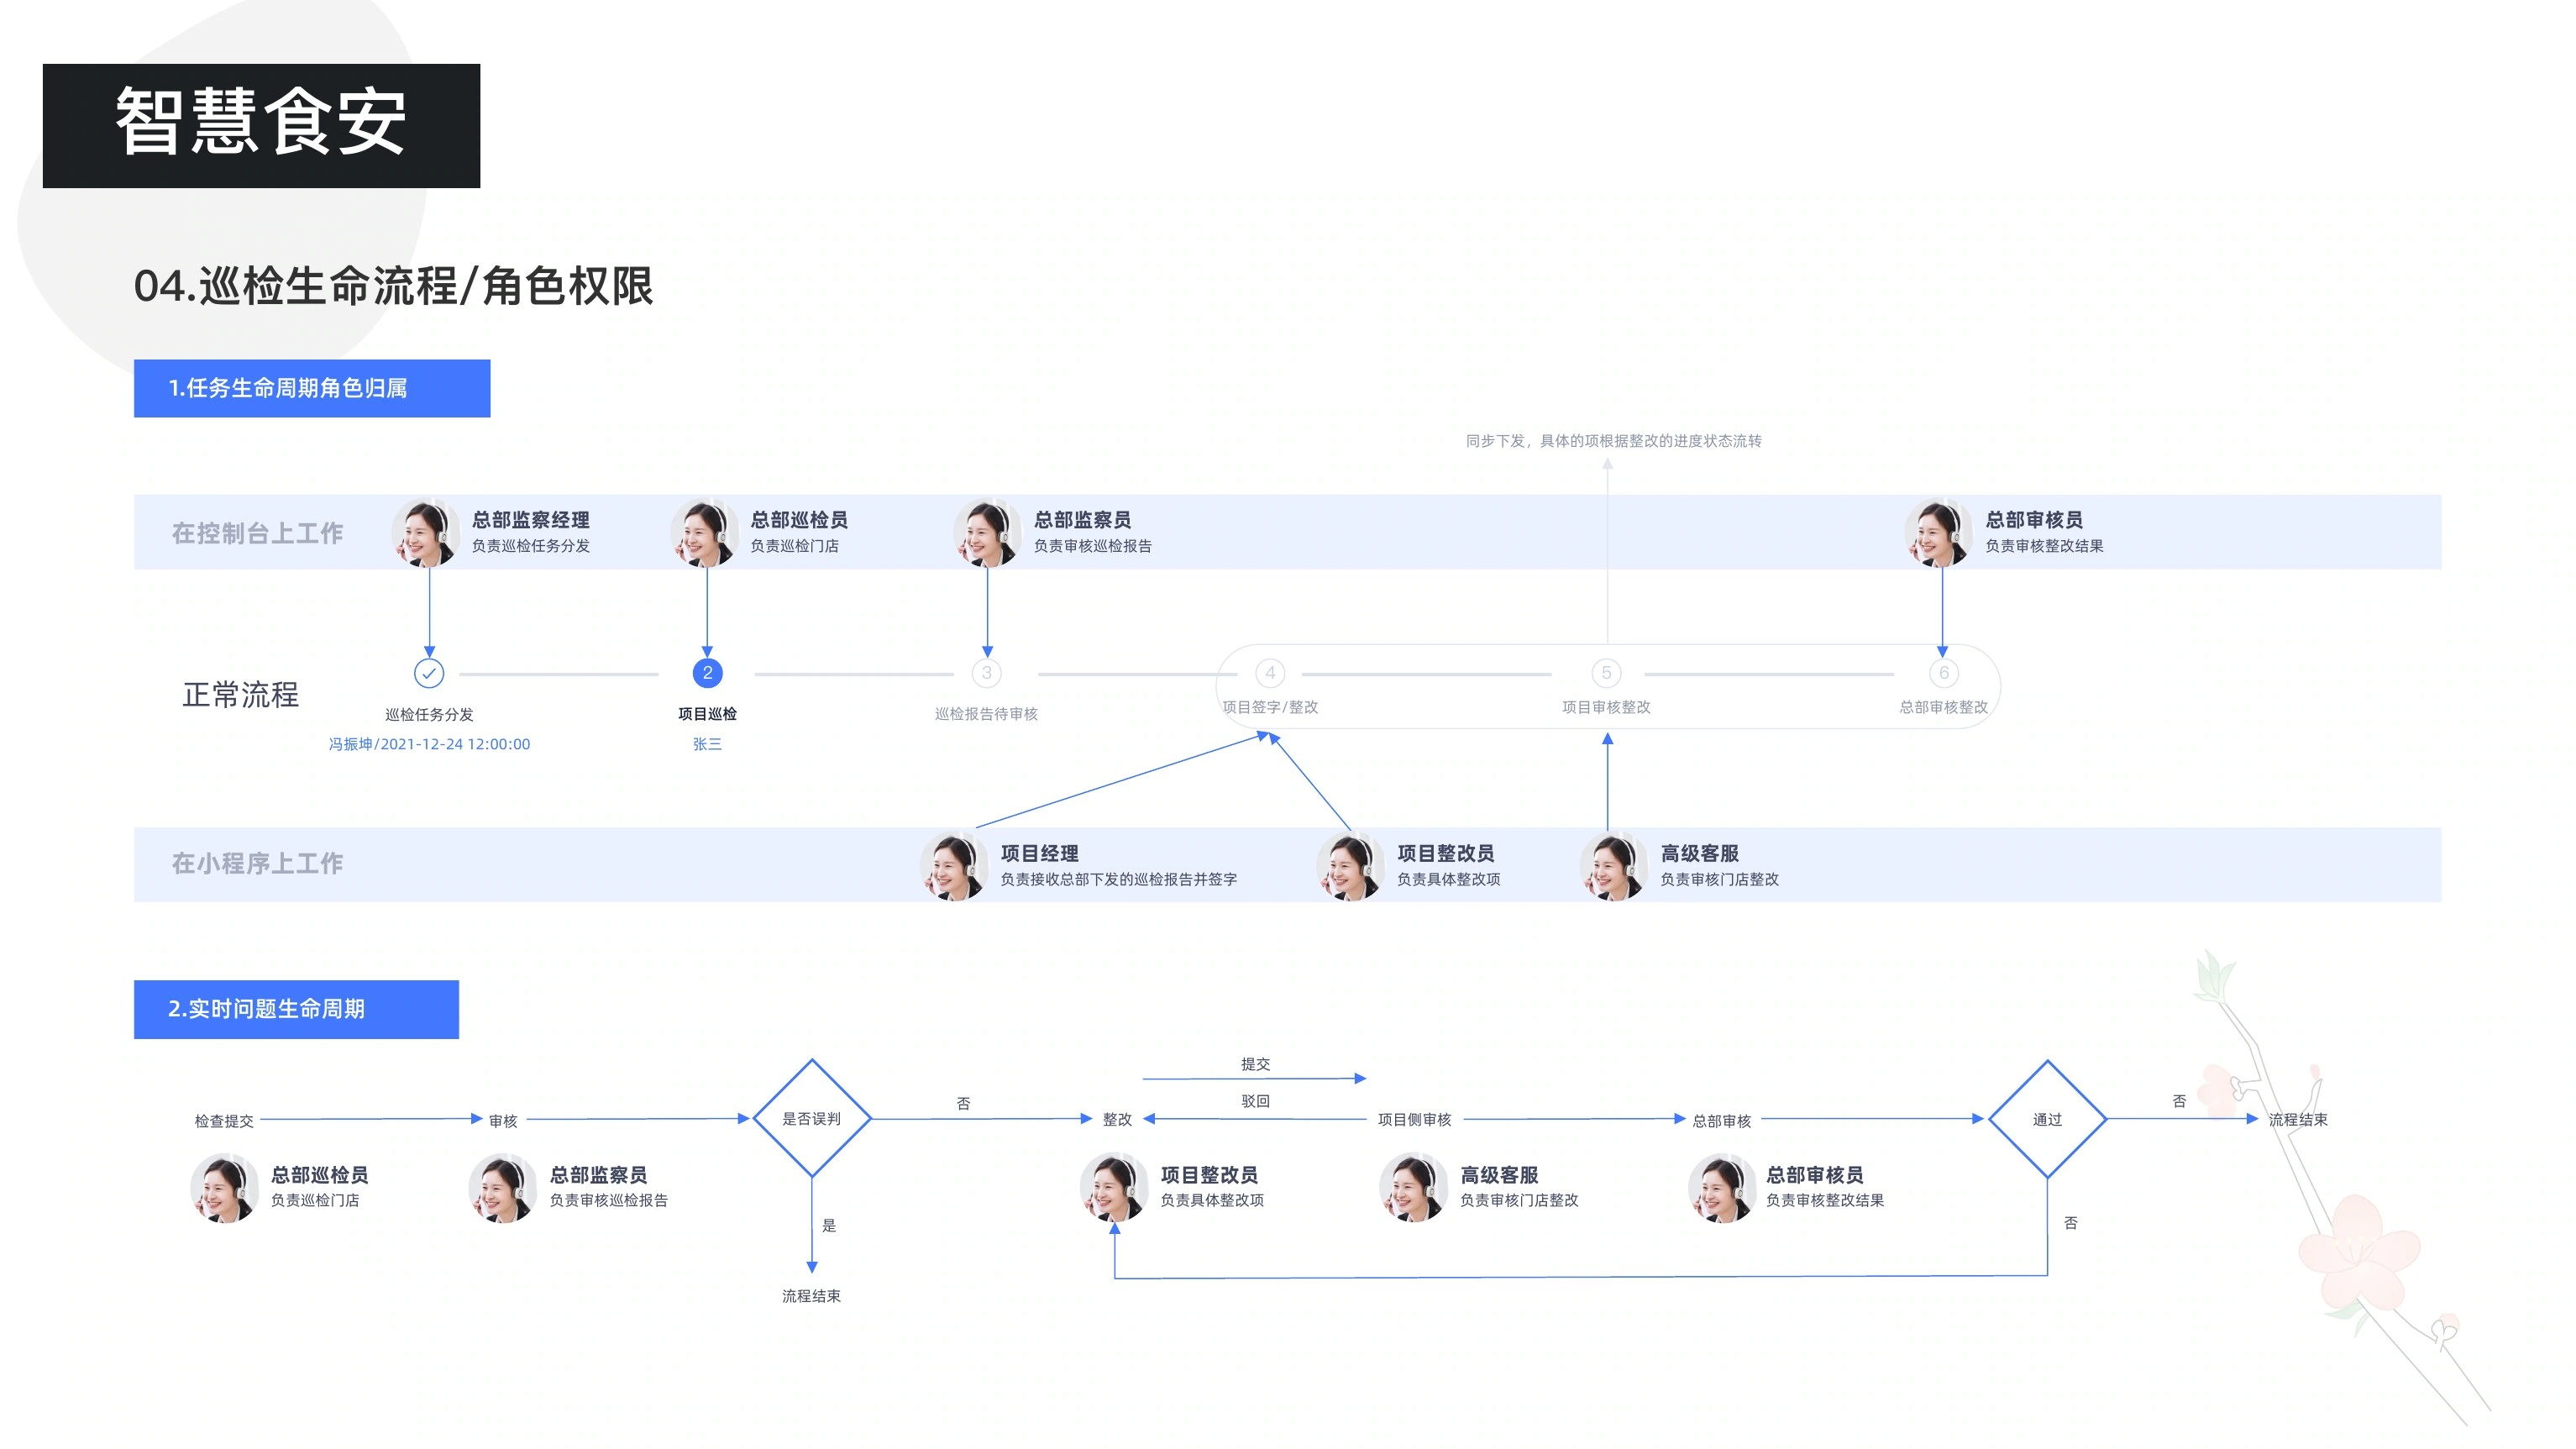 智慧食安
04.巡检生命流程/角色权限
1.任务生命周期角色归属
同步下发，具体的项根据整改的进度状态流转
在控制台上工作
总部监察经理
负责巡检任务分发
总部巡检员
负责巡检门店
总部监察员
负责审核巡检报告
总部审核员
负责审核整改结果
正常流程
2
3
4
5
6
巡检任务分发
项目巡检
巡检报告待审核
项目签字/整改
项目审核整改
总部审核整改
冯振坤/2021-12-24 12:00:00
张三
在小程序上工作
项目经理
负责接收总部下发的巡检报告并签字
项目整改员
负责具体整改项
高级客服
负责审核门店整改
2.实时问题生命周期
检查提交
审核
是否误判
否
整改
提交
驳回
项目侧审核
总部审核
通过
否
流程结束
总部巡检员
负责巡检门店
总部监察员
负责审核巡检报告
项目整改员
负责具体整改项
高级客服
负责审核门店整改
总部审核员
负责审核整改结果
是
否
流程结束